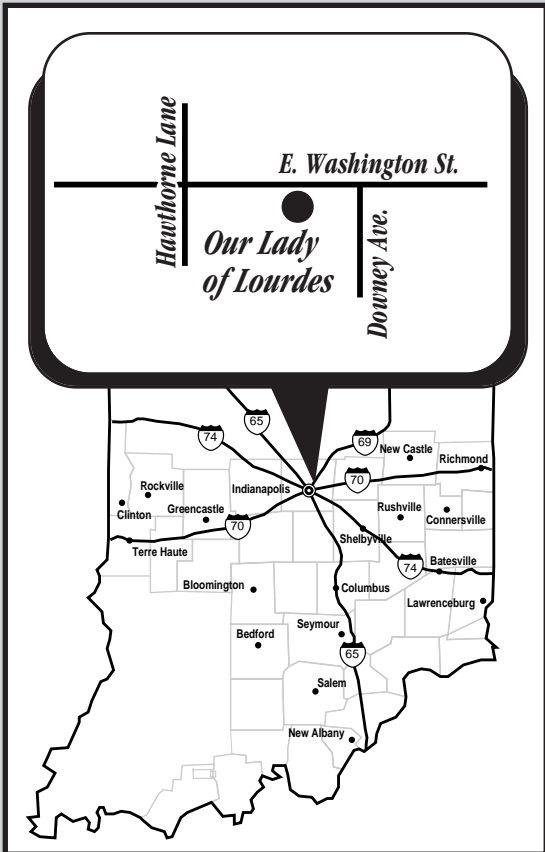 Hawthorne Lane
E. Washington St.
Our Lady
of Lourdes
Downey Ave.
65
74
69
New Castle
Richmond
70
Rockville
Indianapolis
Clinton
Greencastle
70
Rushville
Connersville
Shelbyville
Terre Haute
74
Batesville
Bloomington
Columbus
Lawrenceburg
Seymour
Bedford
65
Salem
New Albany